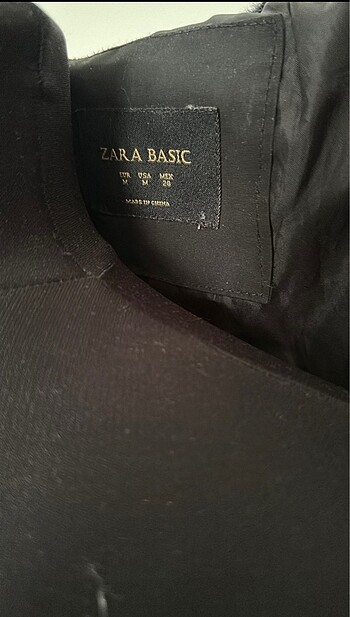 ZARA BASIC
EUR USA MEX
M M 28
MADE IN CHINA